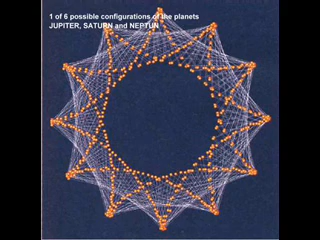 1 of 6 possible configurations of the planets
JUPITER, SATURN and NEPTUN